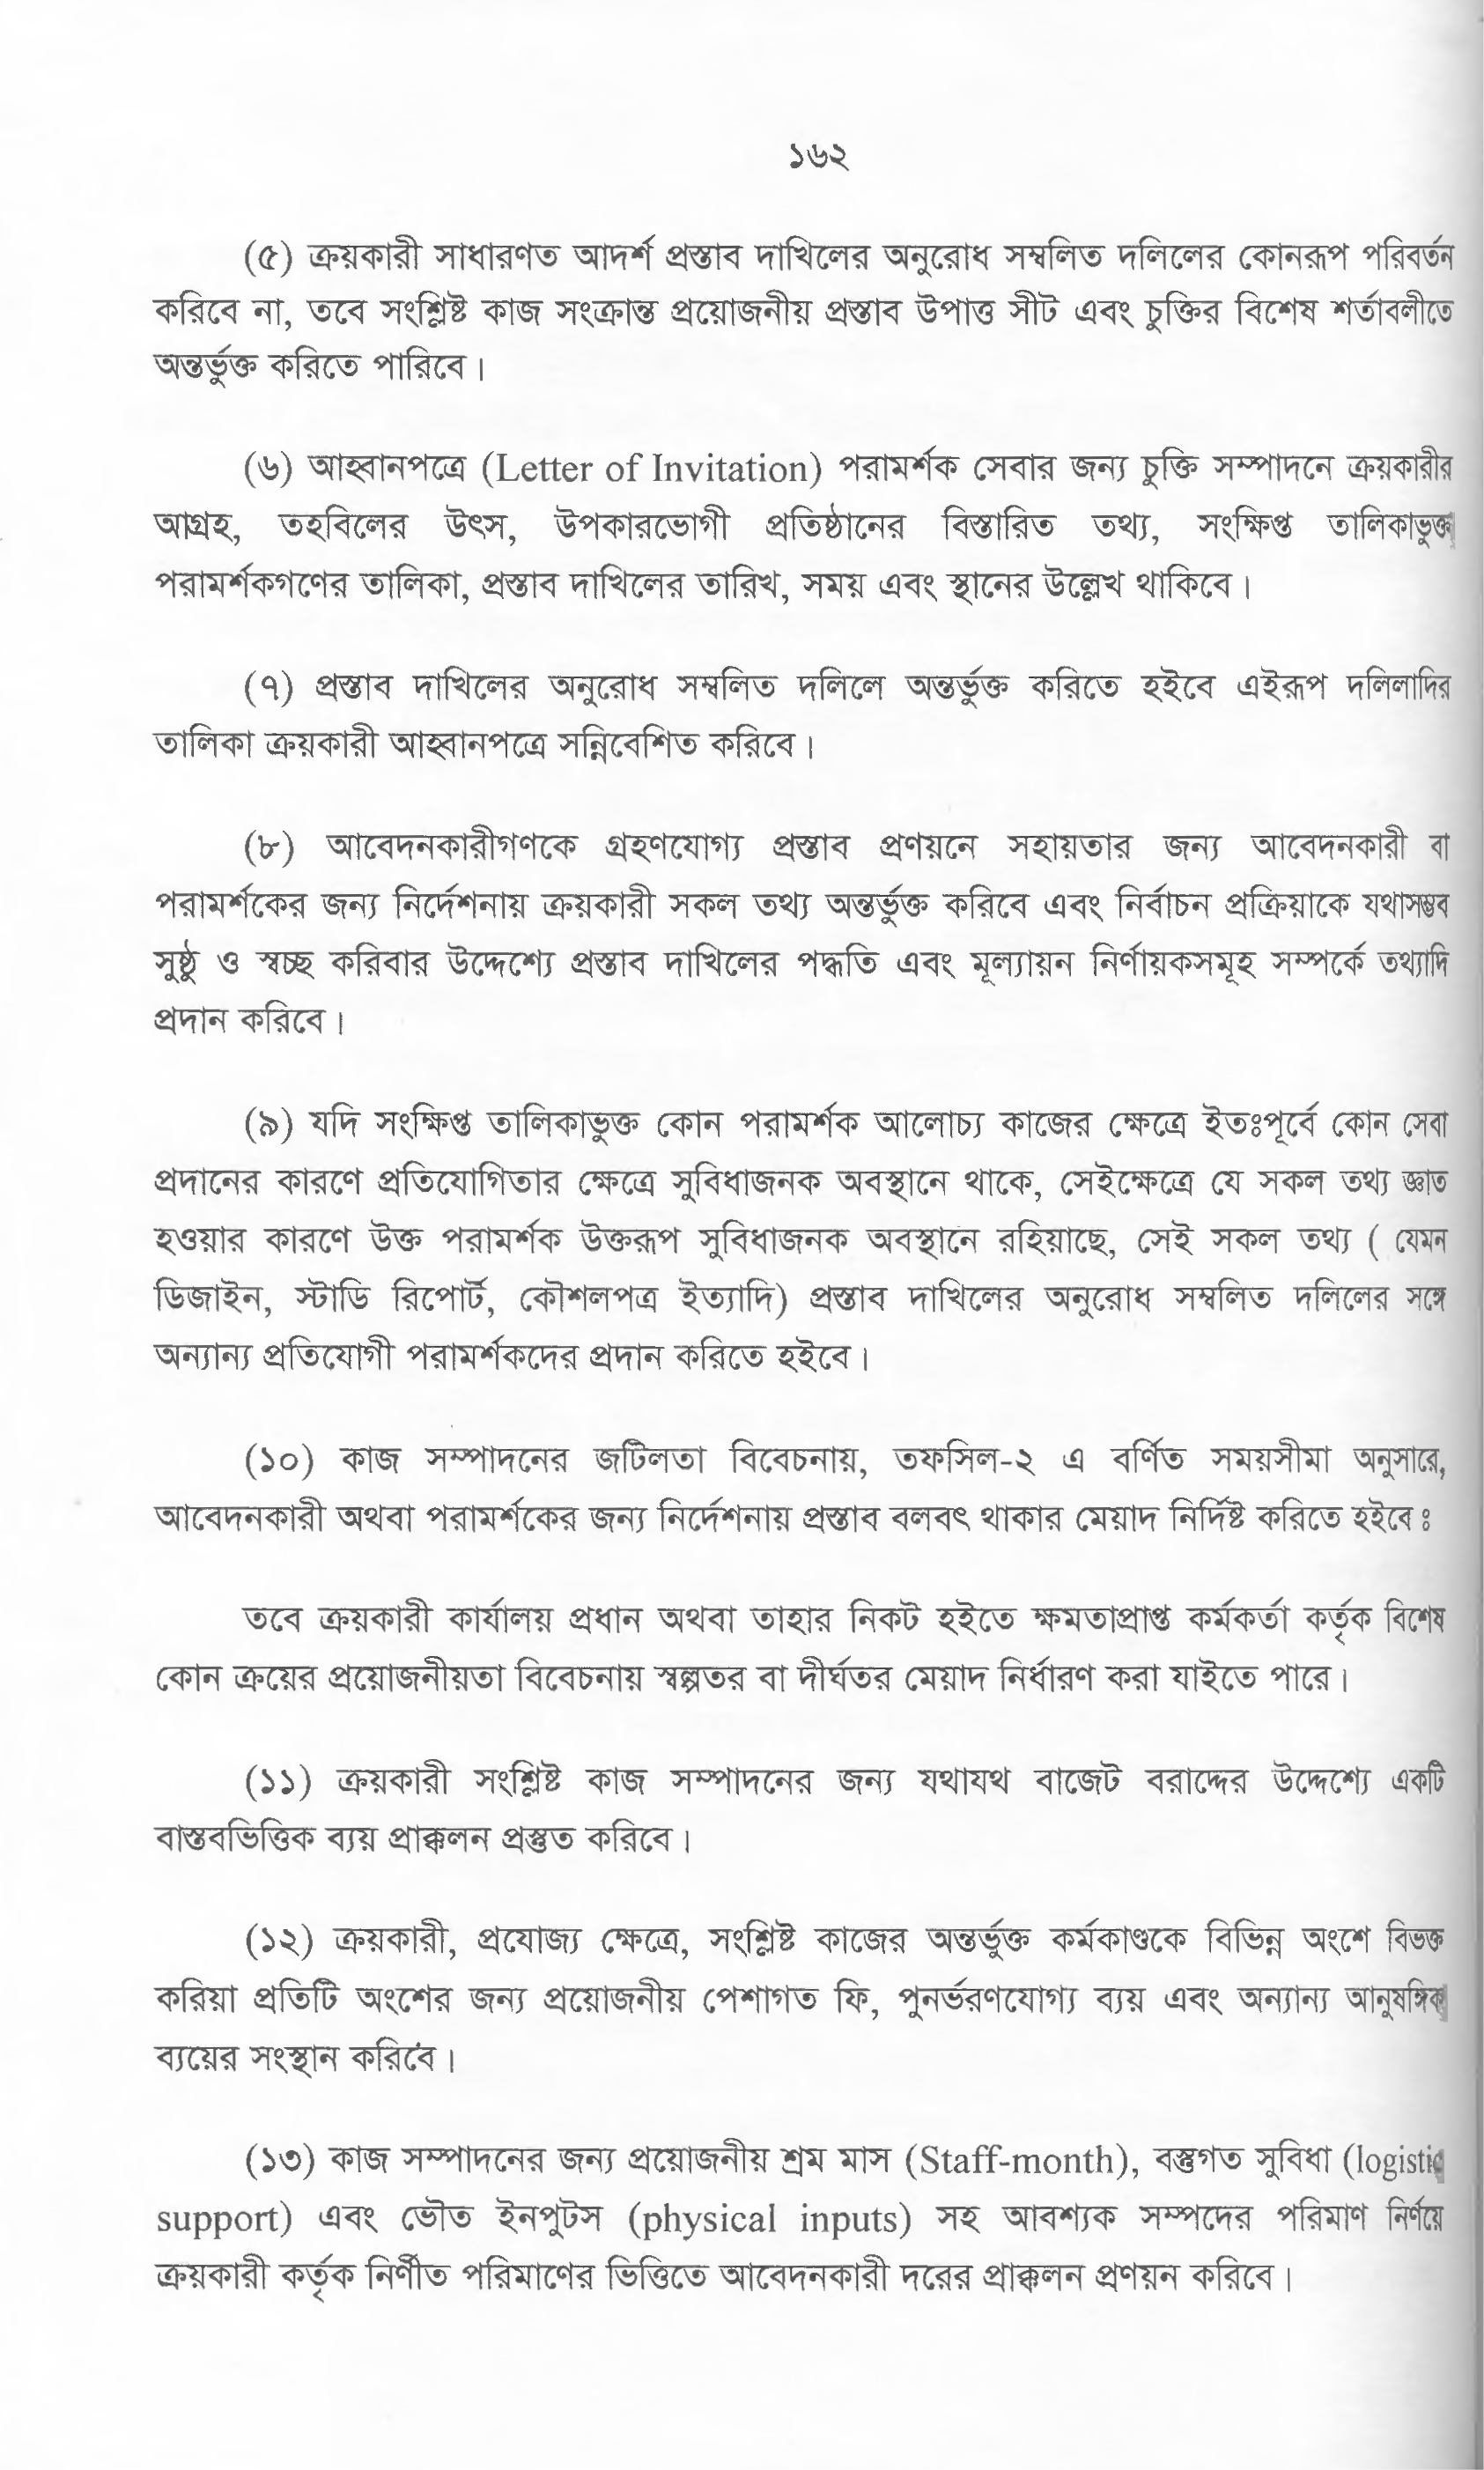 ১৬২
(৫) ক্রয়কারী সাধারণত আদর্শ প্রস্তাব দাখিলের অনুরোধ সম্বলিত দলিলের কোনরূপ পরিবর্তন
করিবে না, তবে সংশ্লিষ্ট কাজ সংক্রান্ত প্রয়োজনীয় প্রস্তাব উপাত্ত সীট এবং চুক্তির বিশেষ শর্তাবলীতে
অন্তর্ভুক্ত করিতে পারিবে।
(৬) আহ্বানপত্রে (Letter of Invitation) পরামর্শক সেবার জন্য চুক্তি সম্পাদনে ক্রয়কারীর
আগ্রহ, তহবিলের উৎস, উপকারভোগী প্রতিষ্ঠানের বিস্তারিত তথ্য, সংক্ষিপ্ত তালিকাভুক্ত
পরামর্শকগণের তালিকা, প্রস্তাব দাখিলের তারিখ, সময় এবং স্থানের উল্লেখ থাকিবে।
(৭) প্রস্তাব দাখিলের অনুরোধ সম্বলিত দলিলে অন্তর্ভুক্ত করিতে হইবে এইরূপ দলিলাদির
তালিকা ক্রয়কারী আহ্বানপত্রে সন্নিবেশিত করিবে।
(৮) আবেদনকারীগণকে গ্রহণযোগ্য প্রস্তাব প্রণয়নে সহায়তার জন্য আবেদনকারী বা
পরামর্শকের জন্য নির্দেশনায় ক্রয়কারী সকল তথ্য অন্তর্ভুক্ত করিবে এবং নির্বাচন প্রক্রিয়াকে যথাসম্ভব
সুষ্ঠু ও স্বচ্ছ করিবার উদ্দেশ্যে প্রস্তাব দাখিলের পদ্ধতি এবং মূল্যায়ন নির্ণায়কসমূহ সম্পর্কে তথ্যাদি
প্রদান করিবে।
(৯) যদি সংক্ষিপ্ত তালিকাভুক্ত কোন পরামর্শক আলোচ্য কাজের ক্ষেত্রে ইতঃপূর্বে কোন সেবা
প্রদানের কারণে প্রতিযোগিতার ক্ষেত্রে সুবিধাজনক অবস্থানে থাকে, সেইক্ষেত্রে যে সকল তথ্য জ্ঞাত
হওয়ার কারণে উক্ত পরামর্শক উক্তরূপ সুবিধাজনক অবস্থানে রহিয়াছে, সেই সকল তথ্য ( যেমন
ডিজাইন, স্টাডি রিপোর্ট, কৌশলপত্র ইত্যাদি) প্রস্তাব দাখিলের অনুরোধ সম্বলিত দলিলের সঙ্গে
অন্যান্য প্রতিযোগী পরামর্শকদের প্রদান করিতে হইবে।
(১০) কাজ সম্পাদনের জটিলতা বিবেচনায়, তফসিল-২ এ বর্ণিত সময়সীমা অনুসারে,
আবেদনকারী অথবা পরামর্শকের জন্য নির্দেশনায় প্রস্তাব বলবৎ থাকার মেয়াদ নির্দিষ্ট করিতে হইবে ঃ
তবে ক্রয়কারী কার্যালয় প্রধান অথবা তাহার নিকট হইতে ক্ষমতাপ্রাপ্ত কর্মকর্তা কর্তৃক বিশেষ
কোন ক্রয়ের প্রয়োজনীয়তা বিবেচনায় স্বল্পতর বা দীর্ঘতর মেয়াদ নির্ধারণ করা যাইতে পারে।
(১১) ক্রয়কারী সংশ্লিষ্ট কাজ সম্পাদনের জন্য যথাযথ বাজেট বরাদ্দের উদ্দেশ্যে একটি
বাস্তবভিত্তিক ব্যয় প্রাক্কলন প্রস্তুত করিবে।
(১২) ক্রয়কারী, প্রযোজ্য ক্ষেত্রে, সংশ্লিষ্ট কাজের অন্তর্ভুক্ত কর্মকাণ্ডকে বিভিন্ন অংশে বিভক্ত
করিয়া প্রতিটি অংশের জন্য প্রয়োজনীয় পেশাগত ফি, পুনর্ভরণযোগ্য ব্যয় এবং অন্যান্য আনুষঙ্গিক
ব্যয়ের সংস্থান করিবে।
(১৩) কাজ সম্পাদনের জন্য প্রয়োজনীয় শ্রম মাস (Staff-month), বস্তুগত সুবিধা (logistic
support) এবং ভৌত ইনপুটস (physical inputs) সহ আবশ্যক সম্পদের পরিমাণ নির্ণয়ে
ক্রয়কারী কর্তৃক নির্ণীত পরিমাণের ভিত্তিতে আবেদনকারী দরের প্রাক্কলন প্রণয়ন করিবে।